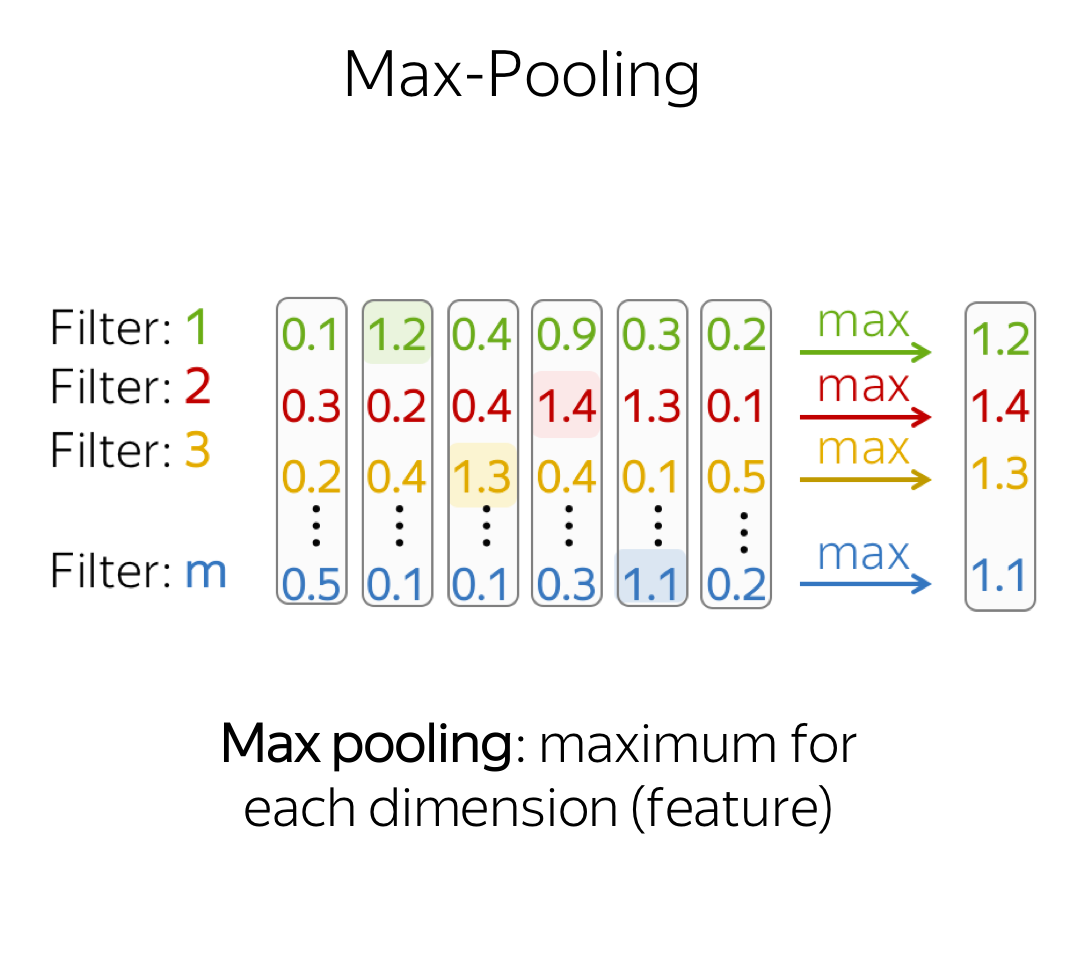 Max-Pooling
Filter: 1 0.1 1.2 0.4 0.9 0.3 0.2 max 1.2
Filter: 2 0.3 0.2 0.4 1.4 1.3 0.1 max 1.4
Filter: 3 0.2 0.4 1.3 0.4 0.1 0.5 max 1.3
Filter: m 0.5 0.1 0.1 0.3 1.1 0.2 max 1.1
Max pooling: maximum for
each dimension (feature)